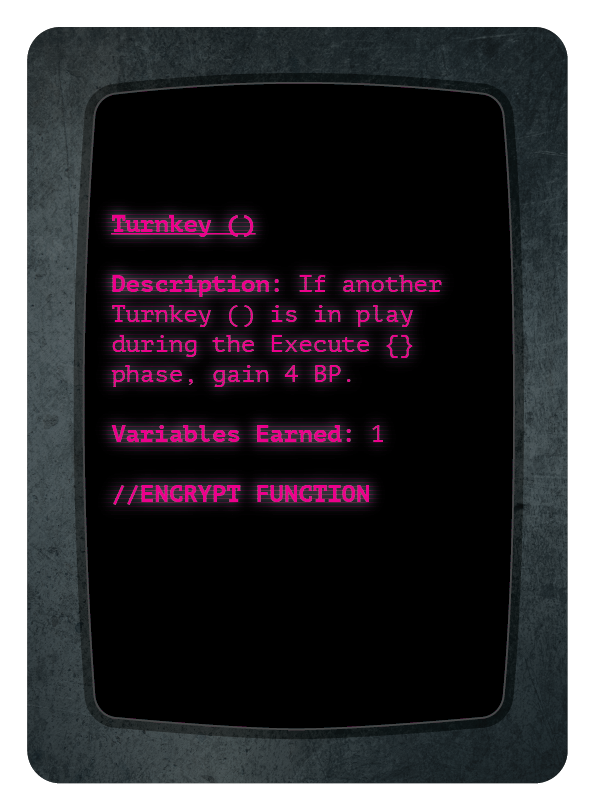 Turnkey ()
Description: If another
Turnkey () is in play
during the Execute {}
phase, gain 4 BP.
Variables Earned: 1
//ENCRYPT FUNCTION